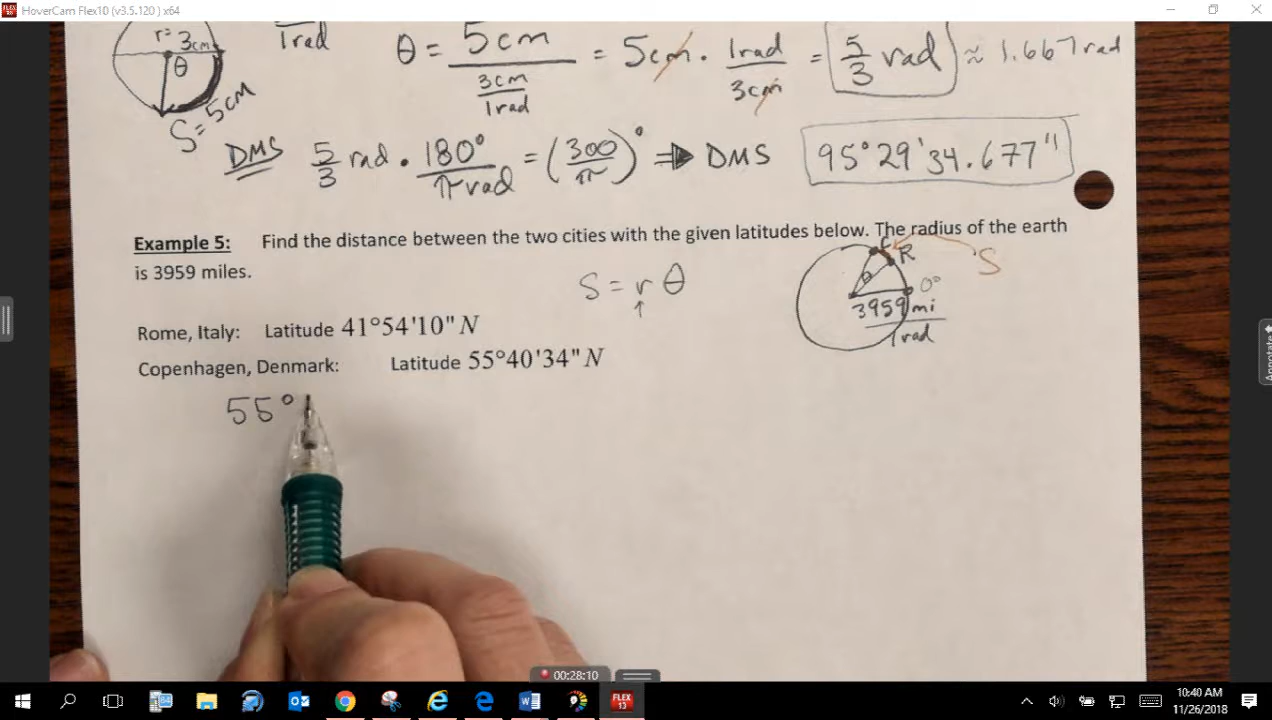 HoverCam Flex10 (v3.5.120) x64
r = 3cm
θ
S = 5cm
1rad
θ = 5cm / 3cm/1rad = 5cm · 1rad/3cm = 5/3 rad ≈ 1.667 rad
DMS 5/3 rad · 180°/π rad = (300/π)° ⇒ DMS 95°29'34.677"
Example 5: Find the distance between the two cities with the given latitudes below. The radius of the earth
is 3959 miles.
S = r θ
C
R
S
θ
0°
3959 mi
1rad
Rome, Italy: Latitude 41°54'10" N
Copenhagen, Denmark: Latitude 55°40'34" N
55°
Annotate
00:28:10
FLEX
10:40 AM
11/26/2018